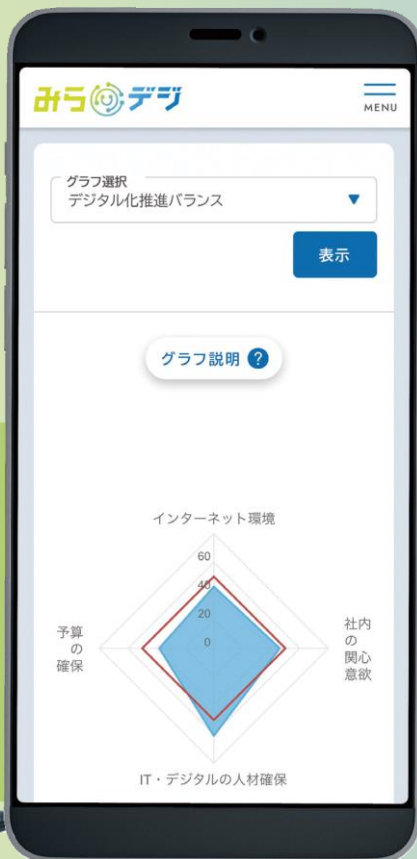 みらデジ
MENU
グラフ選択
デジタル化推進バランス
表示
グラフ説明 ?
インターネット環境
60
40
20
0
予算
の
確保
社内
の
関心
意欲
IT・デジタルの人材確保